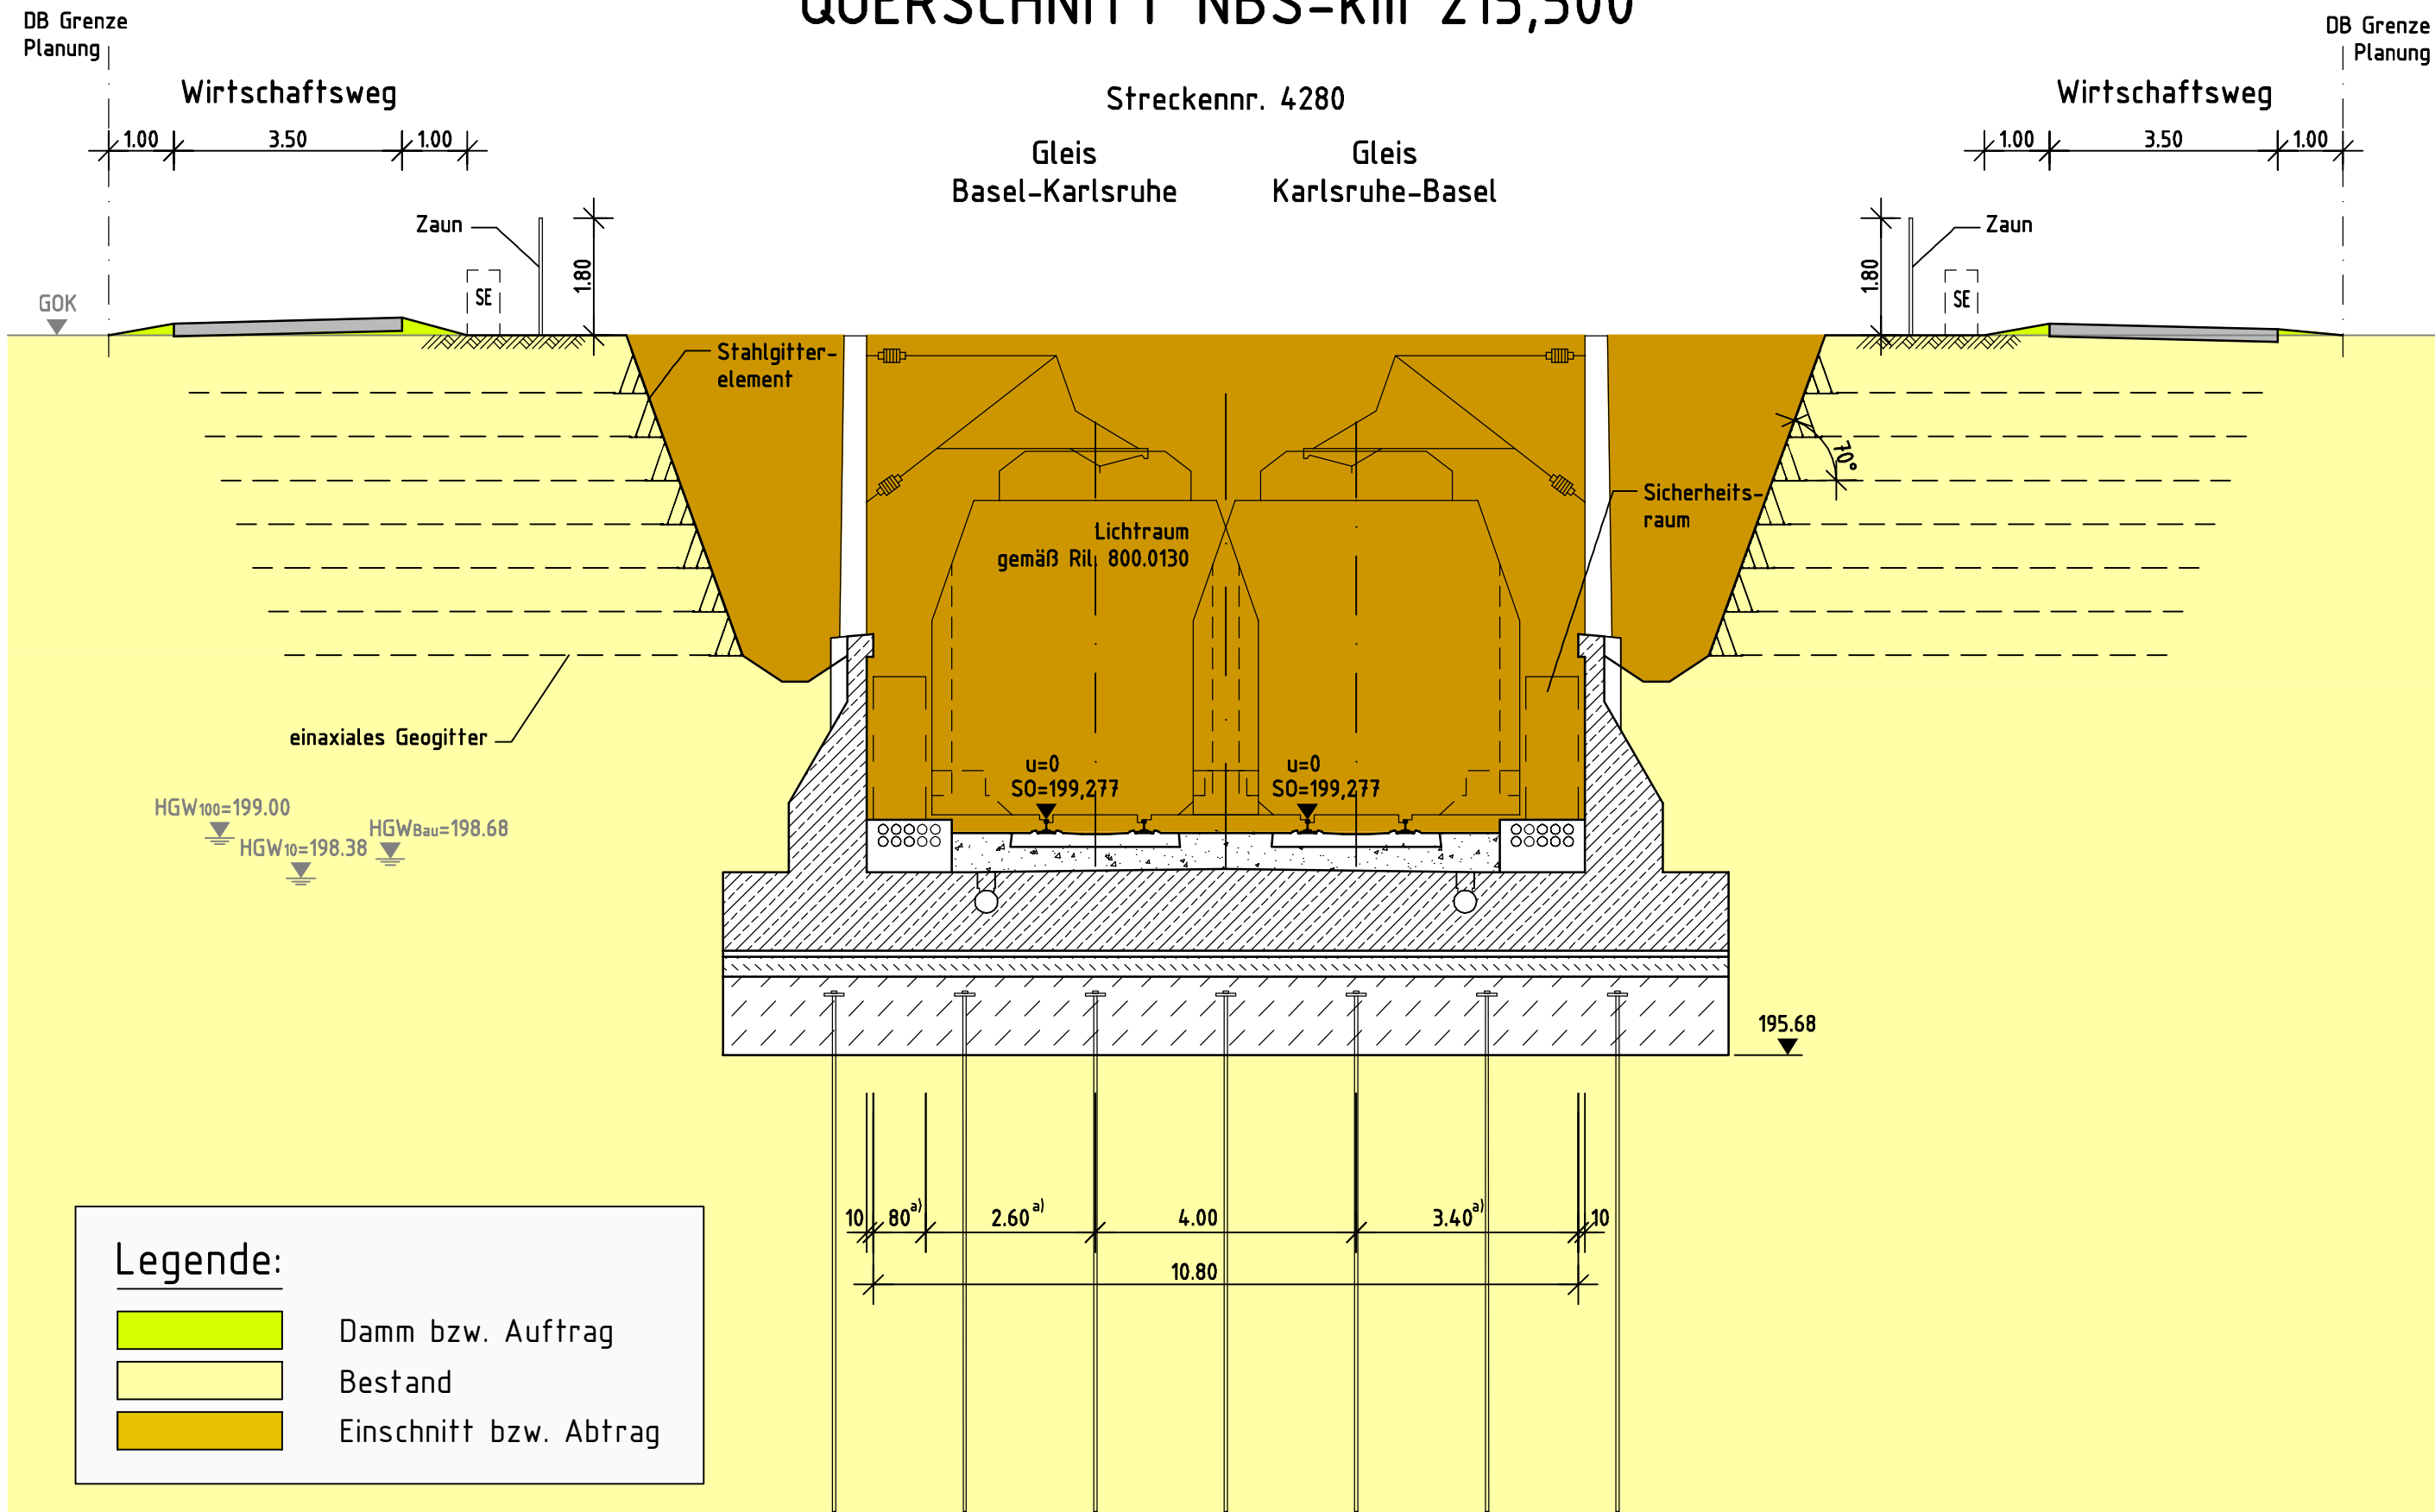 QUERSCHNITT NBS-km 215,500
DB Grenze
Planung
DB Grenze
Planung
Wirtschaftsweg
Streckennr. 4280
Wirtschaftsweg
1.00 3.50 1.00
1.00 3.50 1.00
Gleis
Basel-Karlsruhe
Gleis
Karlsruhe-Basel
Zaun
1.80
SE
Zaun
1.80
SE
GOK
Stahlgitter-
element
70°
Sicherheits-
raum
Lichtraum
gemäß Ril. 800.0130
einaxiales Geogitter
u=0
SO=199,277
u=0
SO=199,277
HGW100=199.00
HGWBau=198.68
HGW10=198.38
195.68
10 80a) 2.60a) 4.00 3.40a) 10
10.80
Legende:
Damm bzw. Auftrag
Bestand
Einschnitt bzw. Abtrag